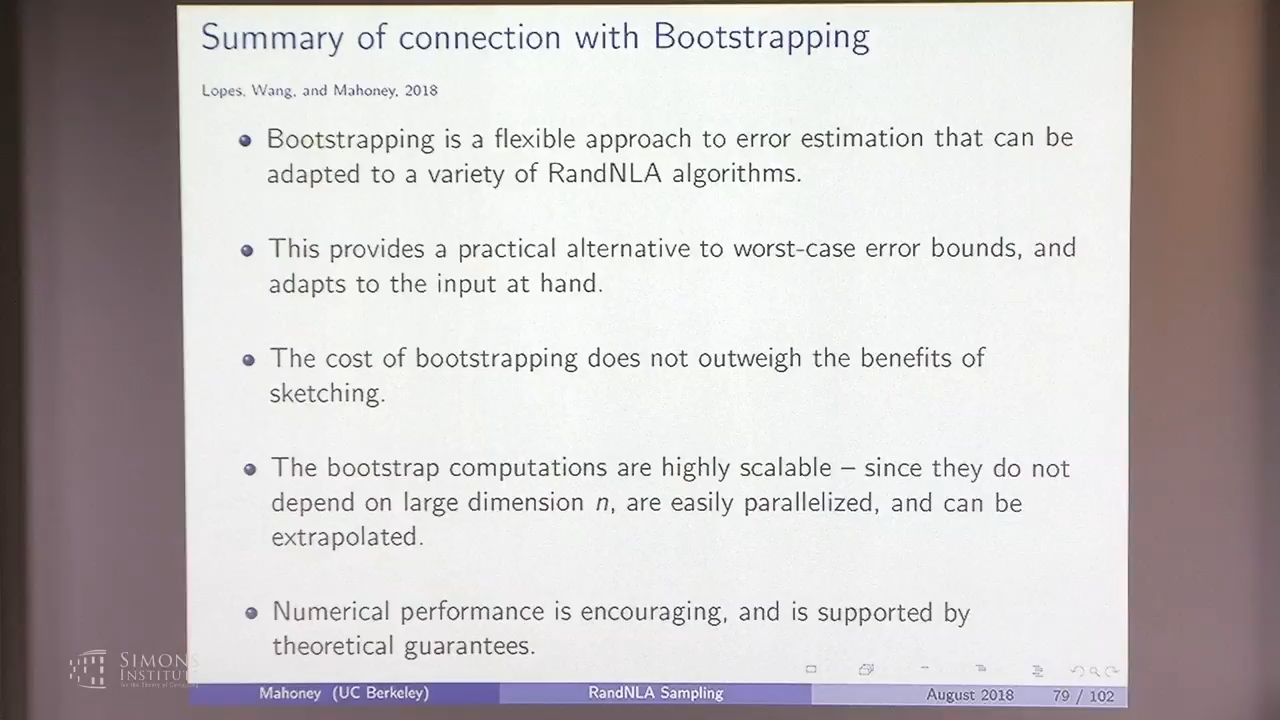 Summary of connection with Bootstrapping
Lopes, Wang, and Mahoney, 2018
Bootstrapping is a flexible approach to error estimation that can be
adapted to a variety of RandNLA algorithms.
This provides a practical alternative to worst-case error bounds, and
adapts to the input at hand.
The cost of bootstrapping does not outweigh the benefits of
sketching.
The bootstrap computations are highly scalable – since they do not
depend on large dimension n, are easily parallelized, and can be
extrapolated.
Numerical performance is encouraging, and is supported by
theoretical guarantees.
SIMONS
INSTITUTE
for the Theory of Computing
Mahoney (UC Berkeley) RandNLA Sampling August 2018 79 / 102